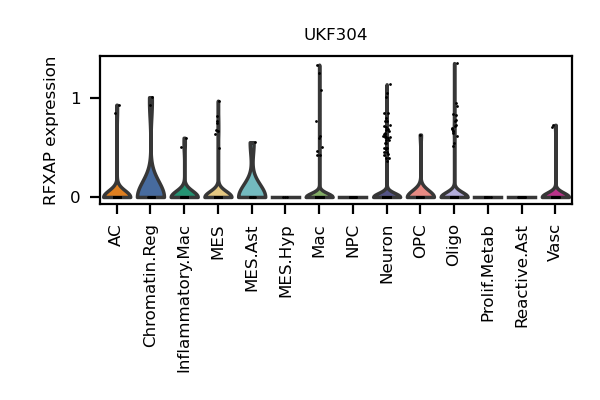 UKF304
RFXAP expression
1
0
AC
Chromatin.Reg
Inflammatory.Mac
MES
MES.Ast
MES.Hyp
Mac
NPC
Neuron
OPC
Oligo
Prolif.Metab
Reactive.Ast
Vasc